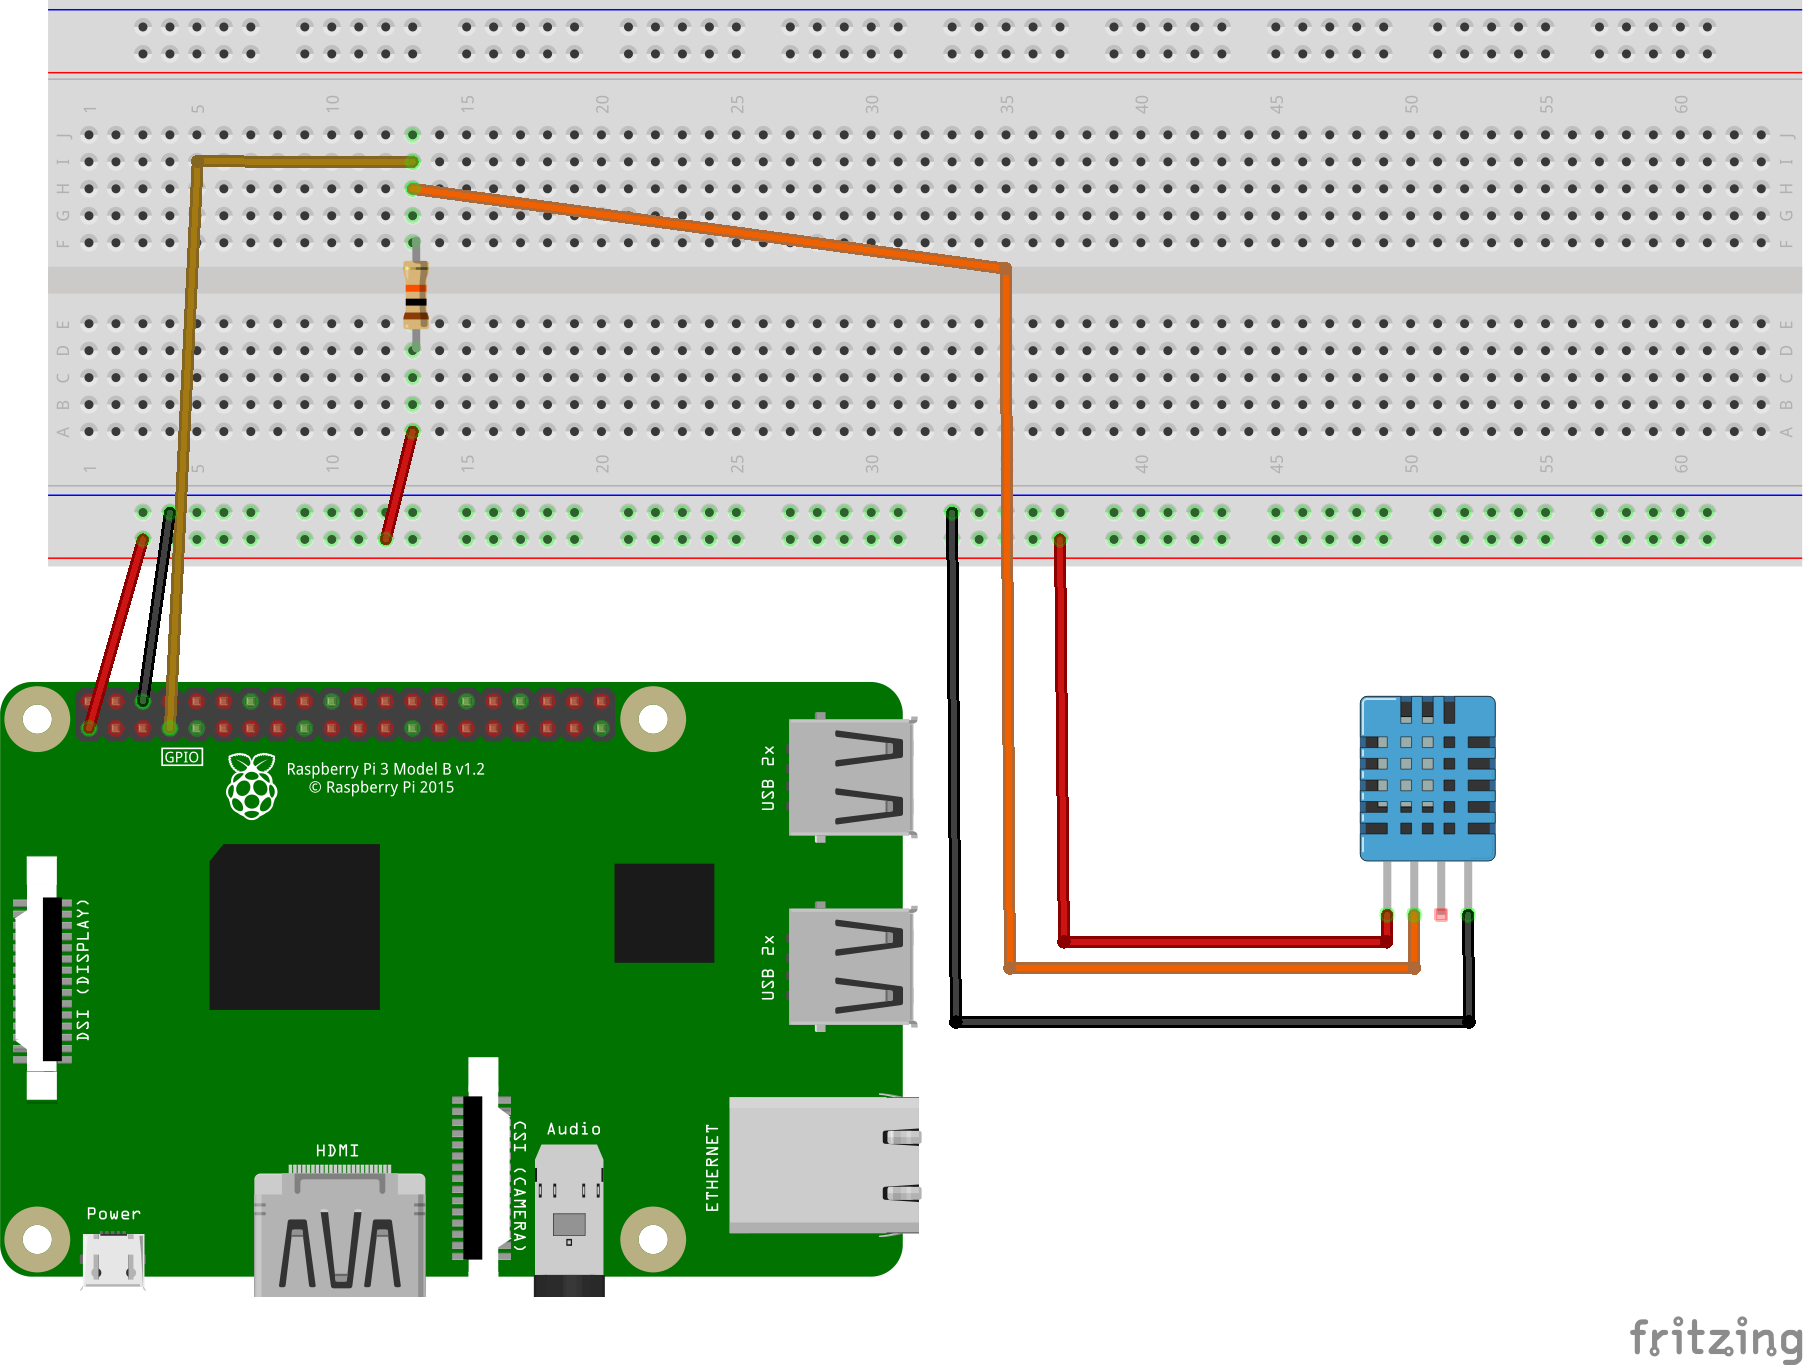 1 5 10 15 20 25 30 35 40 45 50 55 60
J J
I I
H H
G G
F F
E E
D D
C C
B B
A A
1 5 10 15 20 25 30 40 45 50 55 60
GPIO
Raspberry Pi 3 Model B v1.2
© Raspberry Pi 2015
USB 2x
USB 2x
DSI (DISPLAY)
CSI (CAMERA)
Audio
HDMI
ETHERNET
Power
fritzing